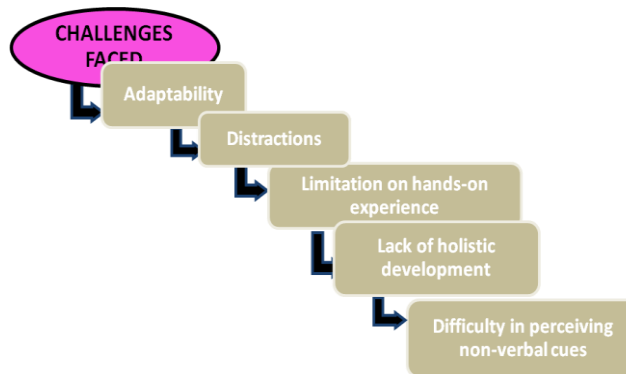 CHALLENGES
FACED
Adaptability
Distractions
Limitation on hands-on
experience
Lack of holistic
development
Difficulty in perceiving
non-verbal cues